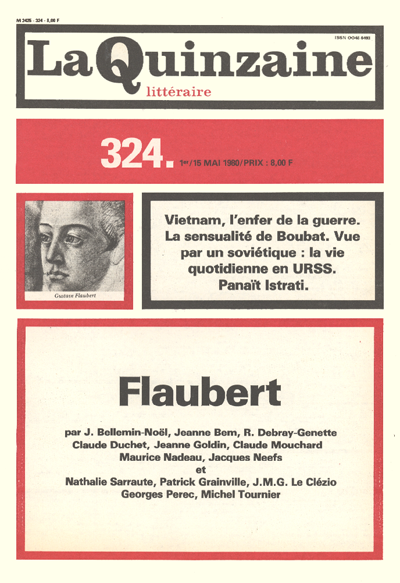 M 2425 - 324 - 8,00 F
ISSN 0048 6493
La Quinzaine
littéraire
324. 1er/15 MAI 1980/PRIX : 8,00 F
Gustave Flaubert
Vietnam, l'enfer de la guerre.
La sensualité de Boubat. Vue
par un soviétique : la vie
quotidienne en URSS.
Panaït Istrati.
Flaubert
par J. Bellemin-Noël, Jeanne Bem, R. Debray-Genette
Claude Duchet, Jeanne Goldin, Claude Mouchard
Maurice Nadeau, Jacques Neefs
et
Nathalie Sarraute, Patrick Grainville, J.M.G. Le Clézio
Georges Perec, Michel Tournier